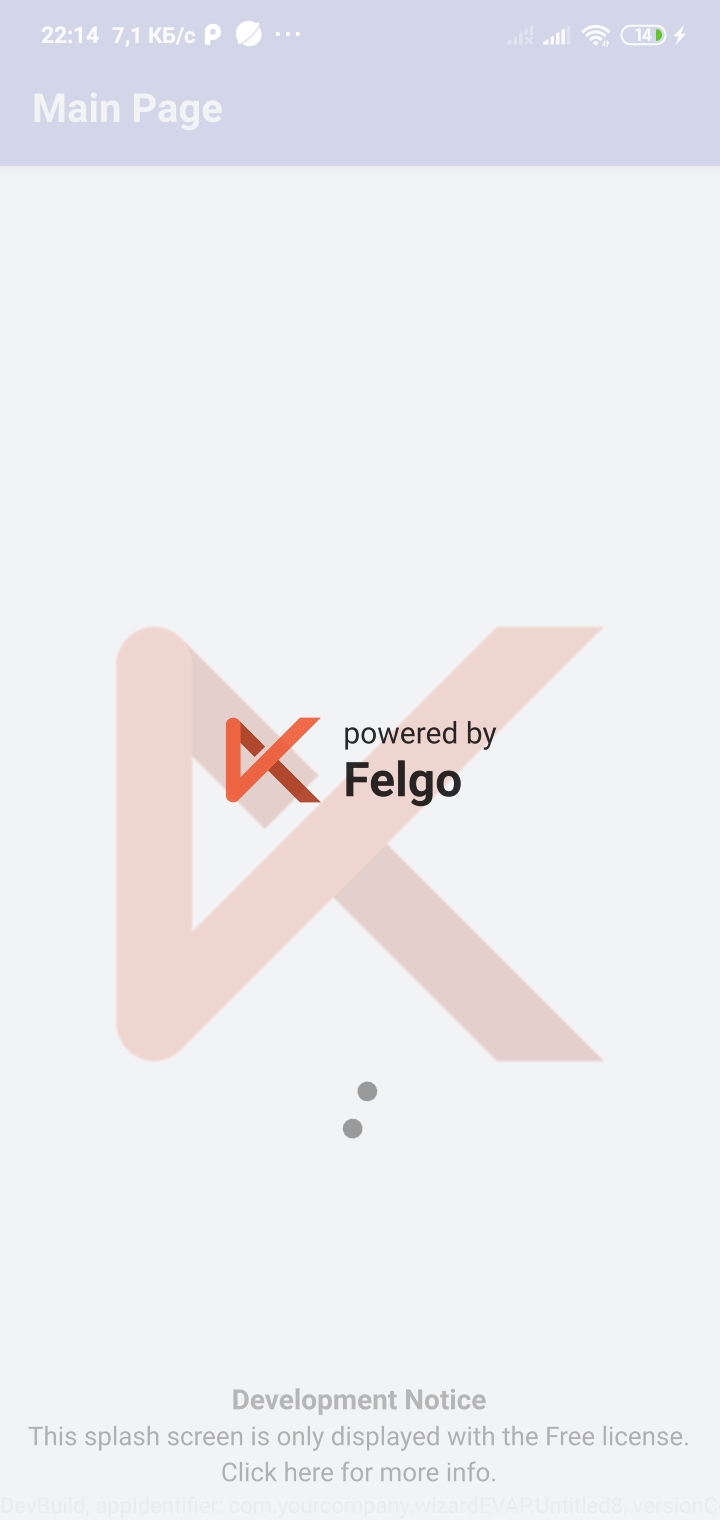 22:14 7,1 КБ/с 14
Main Page
powered by
Felgo
Development Notice
This splash screen is only displayed with the Free license.
Click here for more info.
DevBuild, appIdentifier: com.yourcompany.wizardEVAP.Untitled8, versionC